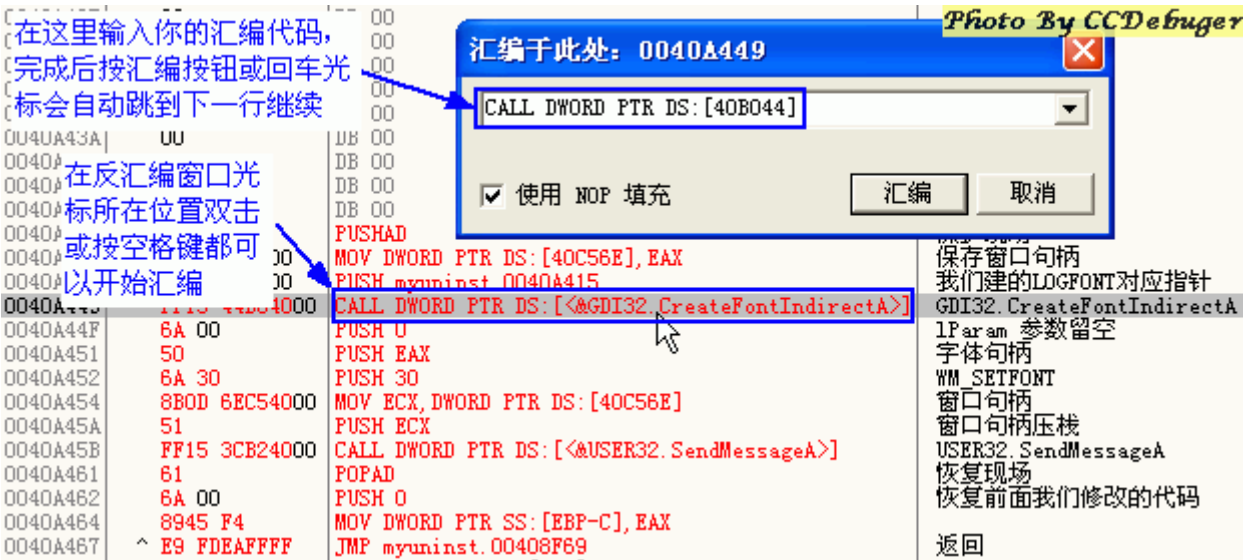 Photo By CCDebuger
在这里输入你的汇编代码，
完成后按汇编按钮或回车光
标会自动跳到下一行继续
汇编于此处：0040A449
CALL DWORD PTR DS:[40B044]
使用 NOP 填充
汇编
取消
00
00
00
00
00
0040A43A 00 DB 00
DB 00
DB 00
DB 00
在反汇编窗口光
标所在位置双击
或按空格键都可
以开始汇编
PUSHAD
00 MOV DWORD PTR DS:[40C56E],EAX 保存窗口句柄
00 PUSH myuninst.0040A415 我们建的LOGFONT对应指针
CALL DWORD PTR DS:[<&GDI32.CreateFontIndirectA>] GDI32.CreateFontIndirectA
0040A44F 6A 00 PUSH 0 lParam 参数留空
0040A451 50 PUSH EAX 字体句柄
0040A452 6A 30 PUSH 30 WM_SETFONT
0040A454 8B0D 6EC54000 MOV ECX,DWORD PTR DS:[40C56E] 窗口句柄
0040A45A 51 PUSH ECX 窗口句柄压栈
0040A45B FF15 3CB24000 CALL DWORD PTR DS:[<&USER32.SendMessageA>] USER32.SendMessageA
0040A461 61 POPAD 恢复现场
0040A462 6A 00 PUSH 0 恢复前面我们修改的代码
0040A464 8945 F4 MOV DWORD PTR SS:[EBP-C],EAX
0040A467 ^ E9 FDEAFFFF JMP myuninst.00408F69 返回